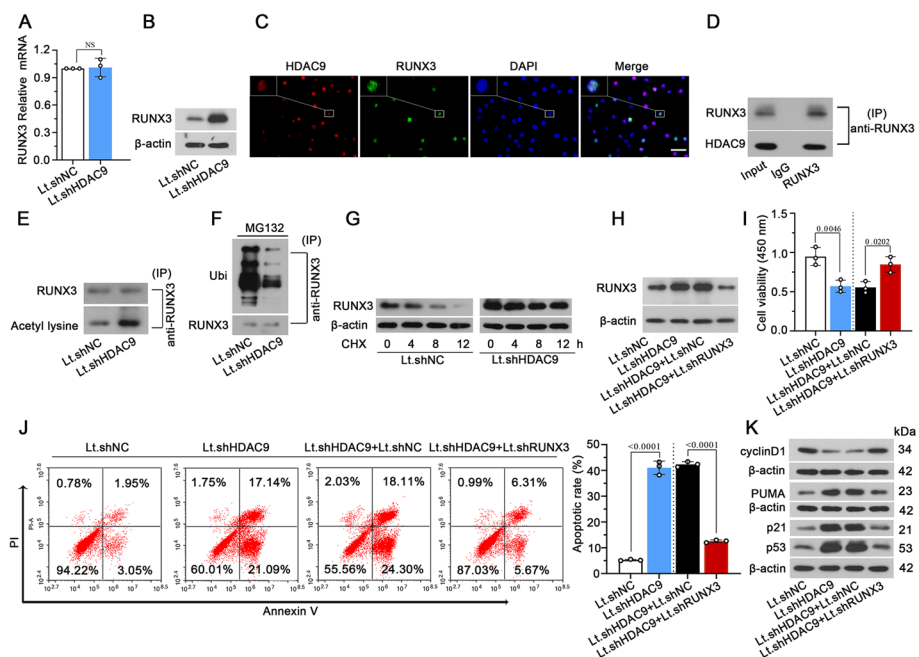 A
RUNX3 Relative mRNA
NS
1.2
0.9
0.6
0.3
0.0
Lt.shNC
Lt.shHDAC9
B
RUNX3
β-actin
Lt.shNC
Lt.shHDAC9
C
HDAC9 RUNX3 DAPI Merge
D
RUNX3
HDAC9
(IP)
anti-RUNX3
Input
IgG
RUNX3
E
RUNX3
Acetyl lysine
(IP)
anti-RUNX3
Lt.shNC
Lt.shHDAC9
F
MG132
(IP)
Ubi
anti-RUNX3
RUNX3
Lt.shNC
Lt.shHDAC9
G
RUNX3
β-actin
CHX 0 4 8 12 0 4 8 12 h
Lt.shNC Lt.shHDAC9
H
RUNX3
β-actin
Lt.shNC
Lt.shHDAC9
Lt.shHDAC9+Lt.shNC
Lt.shHDAC9+Lt.shRUNX3
I
Cell viability (450 nm)
1.5
1.0
0.5
0.0
0.0046
0.0202
Lt.shNC
Lt.shHDAC9
Lt.shHDAC9+Lt.shNC
Lt.shHDAC9+Lt.shRUNX3
J
Lt.shNC Lt.shHDAC9 Lt.shHDAC9+Lt.shNC Lt.shHDAC9+Lt.shRUNX3
0.78% 1.95% 1.75% 17.14% 2.03% 18.11% 0.99% 6.31%
94.22% 3.05% 60.01% 21.09% 55.56% 24.30% 87.03% 5.67%
PI
PI-A
Annexin V
Apoptotic rate (%)
50
40
30
20
10
0
<0.0001
<0.0001
Lt.shNC
Lt.shHDAC9
Lt.shHDAC9+Lt.shNC
Lt.shHDAC9+Lt.shRUNX3
K
kDa
cyclinD1 34
β-actin 42
PUMA 23
β-actin 42
p21 21
p53 53
β-actin 42
Lt.shNC
Lt.shHDAC9
Lt.shHDAC9+Lt.shNC
Lt.shHDAC9+Lt.shRUNX3